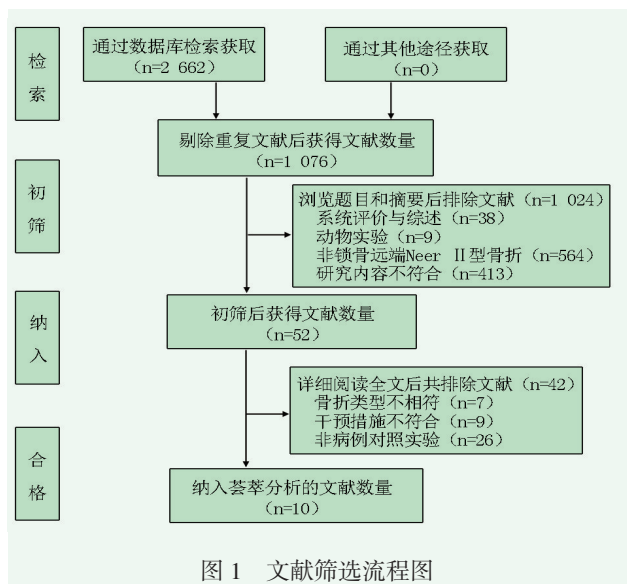 检索
通过数据库检索获取
(n=2 662)
通过其他途径获取
(n=0)
剔除重复文献后获得文献数量
(n=1 076)
初筛
浏览题目和摘要后排除文献 (n=1 024)
系统评价与综述 (n=38)
动物实验 (n=9)
非锁骨远端Neer Ⅱ型骨折 (n=564)
研究内容不符合 (n=413)
纳入
初筛后获得文献数量
(n=52)
详细阅读全文后共排除文献 (n=42)
骨折类型不相符 (n=7)
干预措施不符合 (n=9)
非病例对照实验 (n=26)
合格
纳入荟萃分析的文献数量
(n=10)
图 1 文献筛选流程图